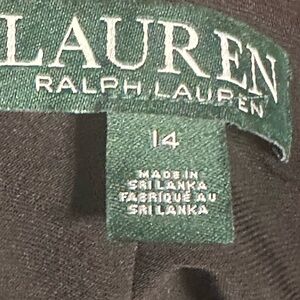 LAUREN
RALPH LAUREN
14
MADE IN
SRI LANKA
FABRIQUÉ AU
SRI LANKA